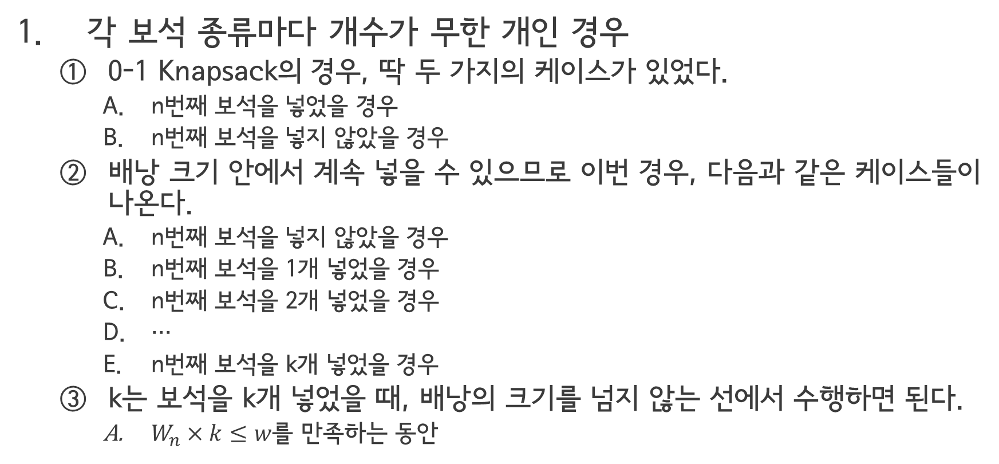 1. 각 보석 종류마다 개수가 무한 개인 경우
① 0-1 Knapsack의 경우, 딱 두 가지의 케이스가 있었다.
A. n번째 보석을 넣었을 경우
B. n번째 보석을 넣지 않았을 경우
② 배낭 크기 안에서 계속 넣을 수 있으므로 이번 경우, 다음과 같은 케이스들이
나온다.
A. n번째 보석을 넣지 않았을 경우
B. n번째 보석을 1개 넣었을 경우
C. n번째 보석을 2개 넣었을 경우
D. …
E. n번째 보석을 k개 넣었을 경우
③ k는 보석을 k개 넣었을 때, 배낭의 크기를 넘지 않는 선에서 수행하면 된다.
A. Wₙ × k ≤ w를 만족하는 동안